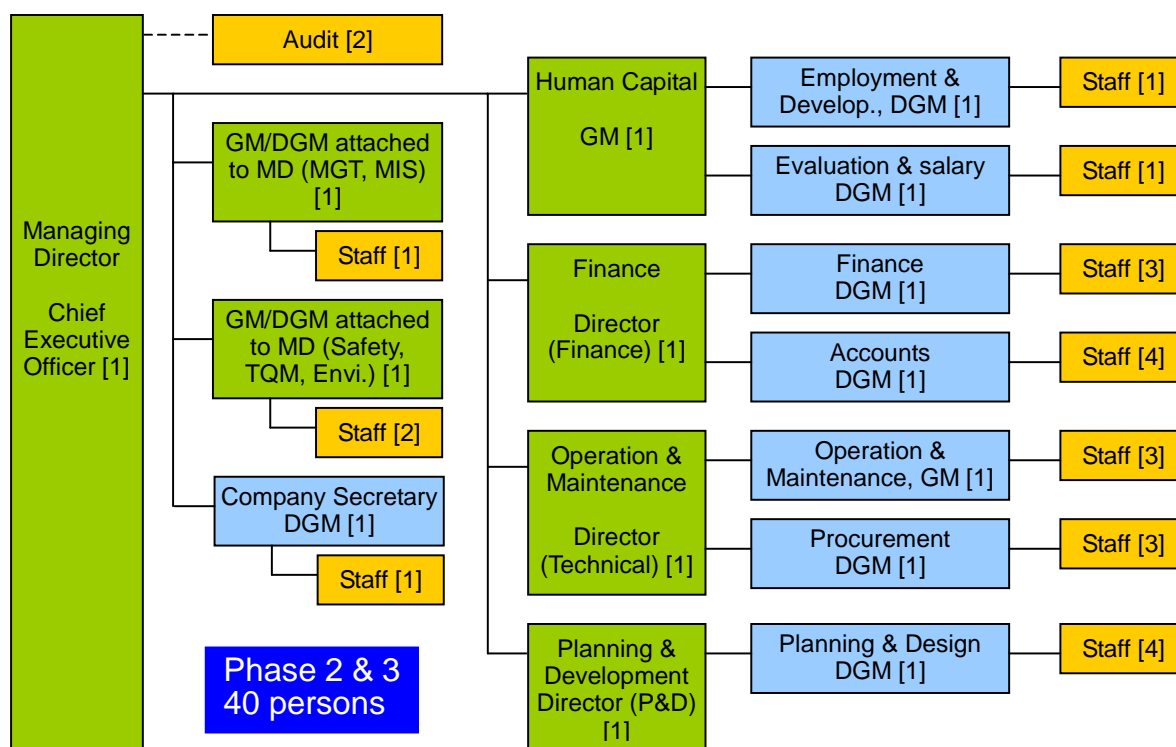 Managing
Director
Chief
Executive
Officer [1]
Audit [2]
GM/DGM attached
to MD (MGT, MIS)
[1]
Staff [1]
GM/DGM attached
to MD (Safety,
TQM, Envi.) [1]
Staff [2]
Company Secretary
DGM [1]
Staff [1]
Phase 2 & 3
40 persons
Human Capital
GM [1]
Employment &
Develop., DGM [1]
Staff [1]
Evaluation & salary
DGM [1]
Staff [1]
Finance
Director
(Finance) [1]
Finance
DGM [1]
Staff [3]
Accounts
DGM [1]
Staff [4]
Operation &
Maintenance
Director
(Technical) [1]
Operation &
Maintenance, GM [1]
Staff [3]
Procurement
DGM [1]
Staff [3]
Planning &
Development
Director (P&D)
[1]
Planning & Design
DGM [1]
Staff [4]